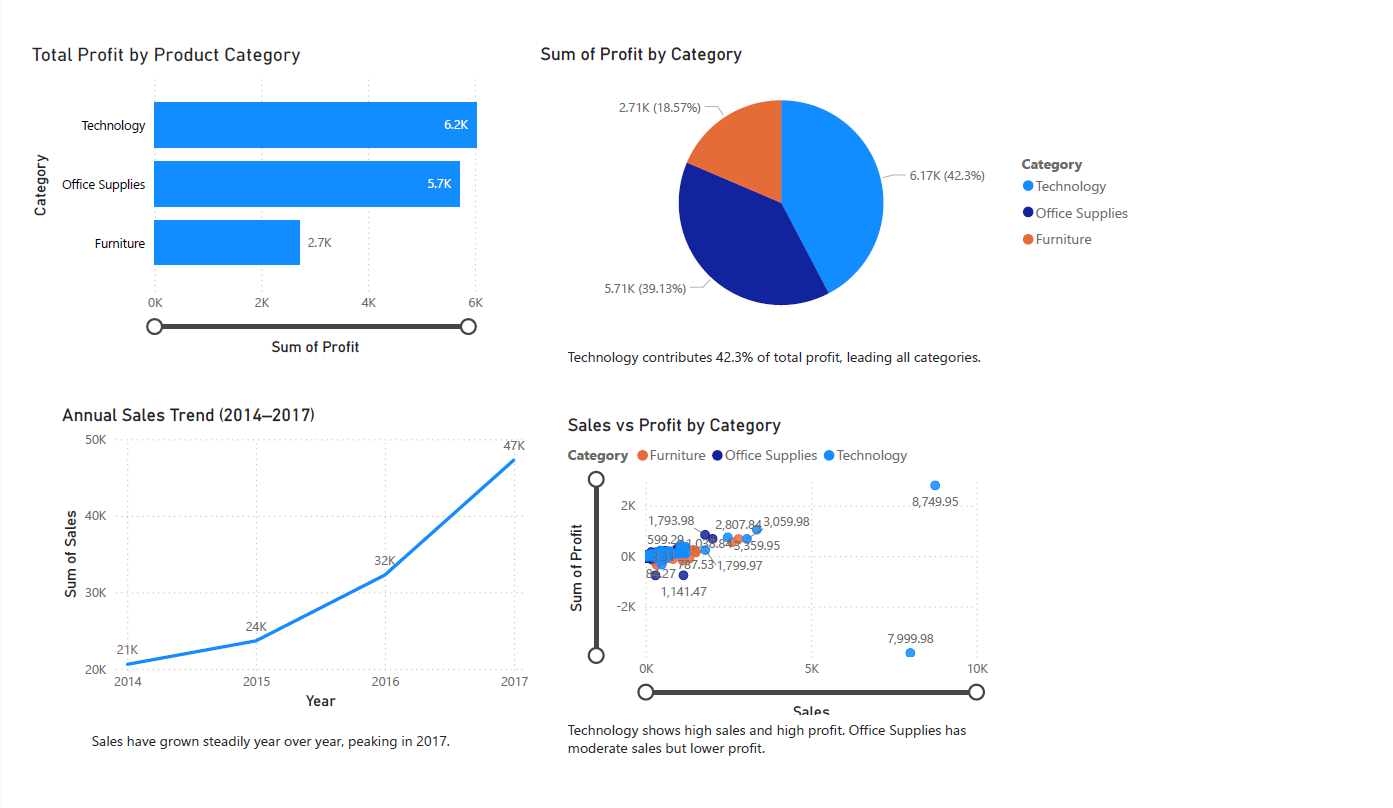 Total Profit by Product Category
Category
Technology
6.2K
Office Supplies
5.7K
Furniture
2.7K
0K
2K
4K
6K
Sum of Profit
Sum of Profit by Category
2.71K (18.57%)
6.17K (42.3%)
5.71K (39.13%)
Category
Technology
Office Supplies
Furniture
Technology contributes 42.3% of total profit, leading all categories.
Annual Sales Trend (2014–2017)
Sum of Sales
50K
40K
30K
20K
21K
24K
32K
47K
2014
2015
2016
2017
Year
Sales have grown steadily year over year, peaking in 2017.
Sales vs Profit by Category
Category Furniture Office Supplies Technology
Sum of Profit
2K
0K
-2K
8,749.95
1,793.98
2,807.84
3,059.98
599.29
3,359.95
787.53
1,799.97
1,141.47
7,999.98
0K
5K
10K
Sales
Technology shows high sales and high profit. Office Supplies has
moderate sales but lower profit.